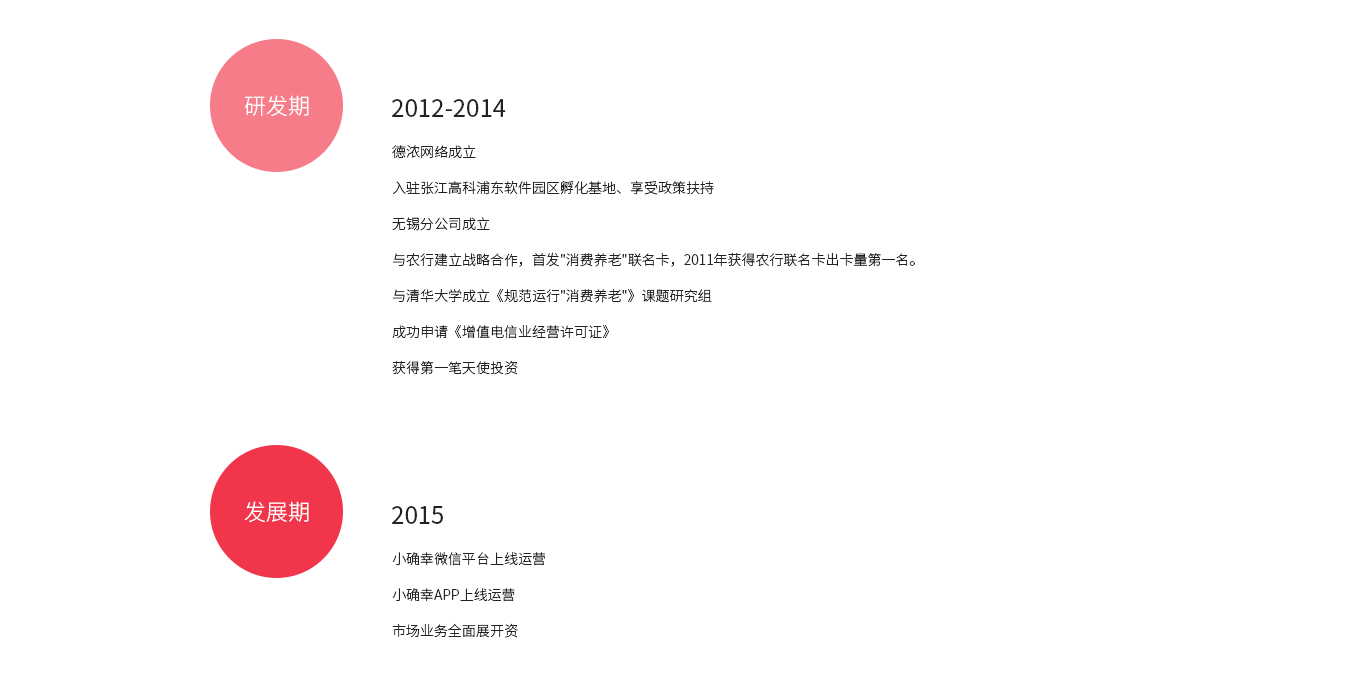 研发期
2012-2014
德浓网络成立
入驻张江高科浦东软件园区孵化基地、享受政策扶持
无锡分公司成立
与农行建立战略合作，首发"消费养老"联名卡，2011年获得农行联名卡出卡量第一名。
与清华大学成立《规范运行"消费养老"》课题研究组
成功申请《增值电信业经营许可证》
获得第一笔天使投资
发展期
2015
小确幸微信平台上线运营
小确幸APP上线运营
市场业务全面展开资